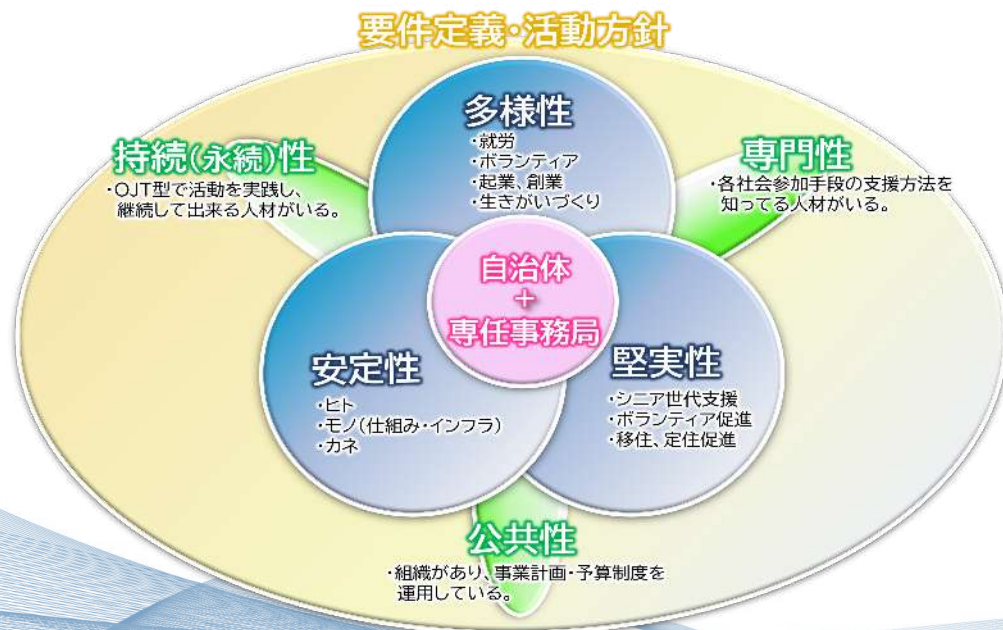 要件定義・活動方針
多様性
・就労
・ボランティア
・起業、創業
・生きがいづくり
持続(永続)性
・OJT型で活動を実践し、
継続して出来る人材がいる。
専門性
・各社会参加手段の支援方法を
知ってる人材がいる。
自治体
+
専任事務局
安定性
・ヒト
・モノ(仕組み・インフラ)
・カネ
堅実性
・シニア世代支援
・ボランティア促進
・移住、定住促進
公共性
・組織があり、事業計画・予算制度を
運用している。